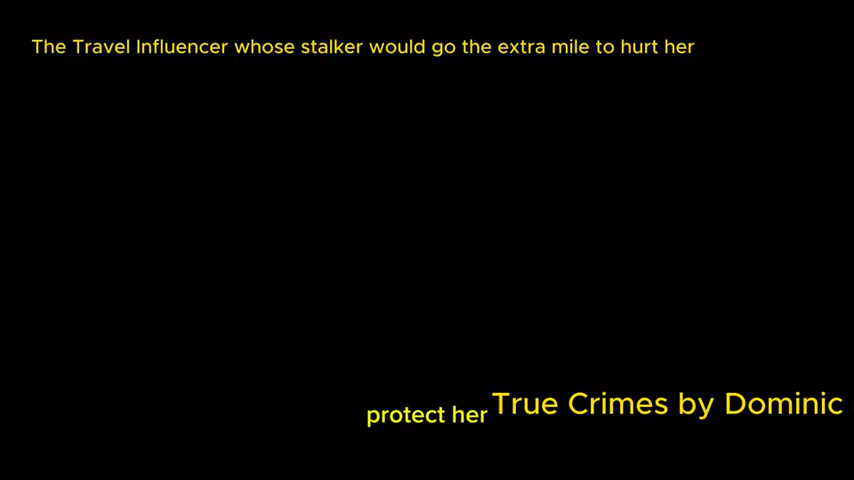 The Travel Influencer whose stalker would go the extra mile to hurt her
protect her
True Crimes by Dominic